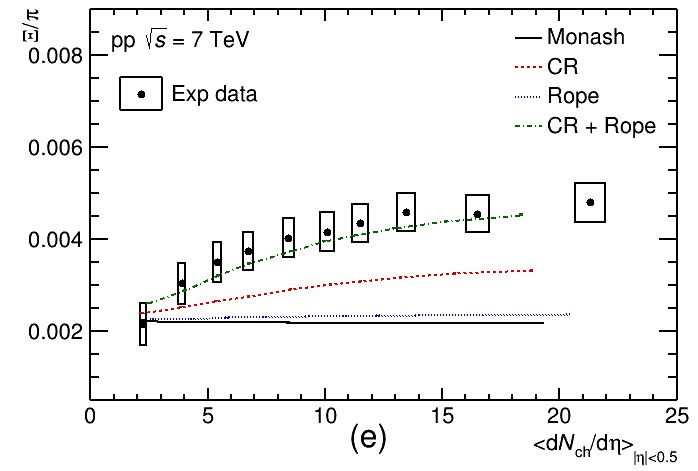 Ξ/π
pp √s = 7 TeV
Exp data
Monash
CR
Rope
CR + Rope
0.008
0.006
0.004
0.002
0 5 10 15 20 25
(e)
<dN_ch/dη>_|η|<0.5